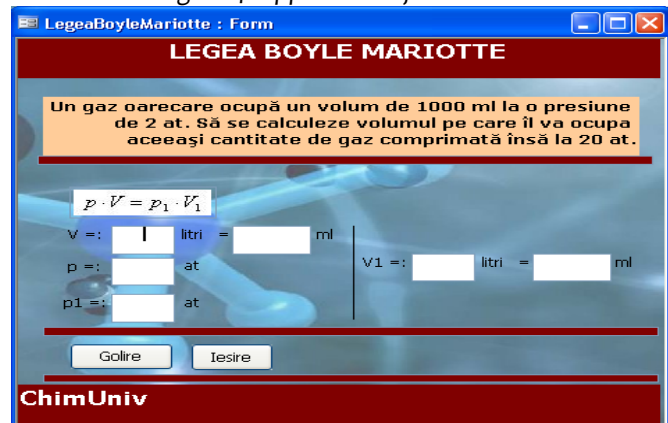 LegeaBoyleMariotte : Form
LEGEA BOYLE MARIOTTE
Un gaz oarecare ocupă un volum de 1000 ml la o presiune
de 2 at. Să se calculeze volumul pe care îl va ocupa
aceeaşi cantitate de gaz comprimată însă la 20 at.
p · V = p₁ · V₁
V =: litri = ml
p =: at
V1 =: litri = ml
p1 =: at
Golire Iesire
ChimUniv